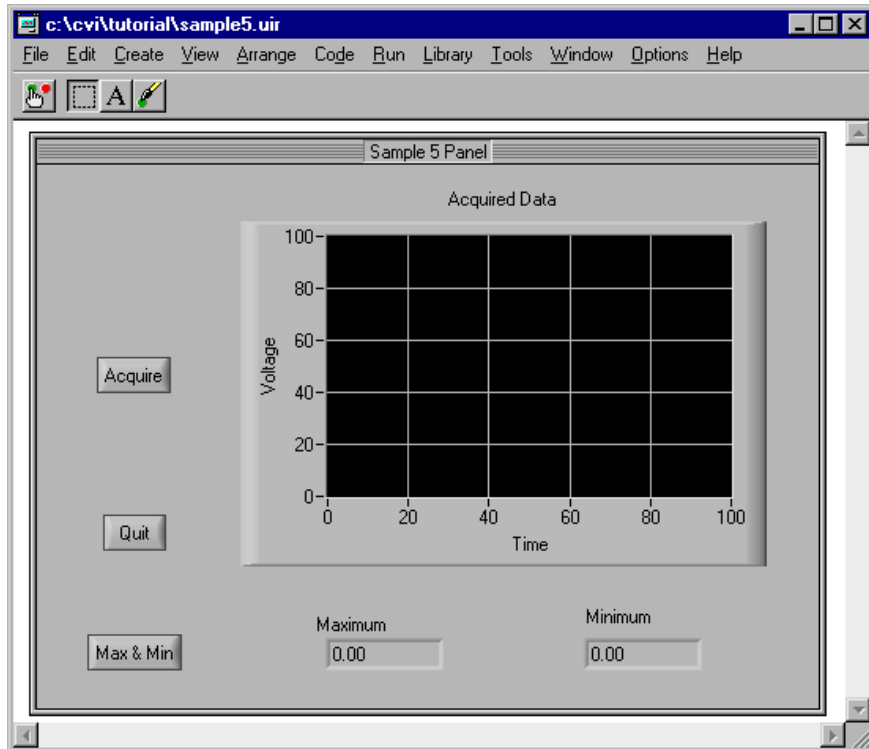 c:\cvi\tutorial\sample5.uir
File Edit Create View Arrange Code Run Library Tools Window Options Help
A
Sample 5 Panel
Acquired Data
100
80
60
40
20
0
Voltage
0 20 40 60 80 100
Time
Acquire
Quit
Max & Min
Maximum
0.00
Minimum
0.00